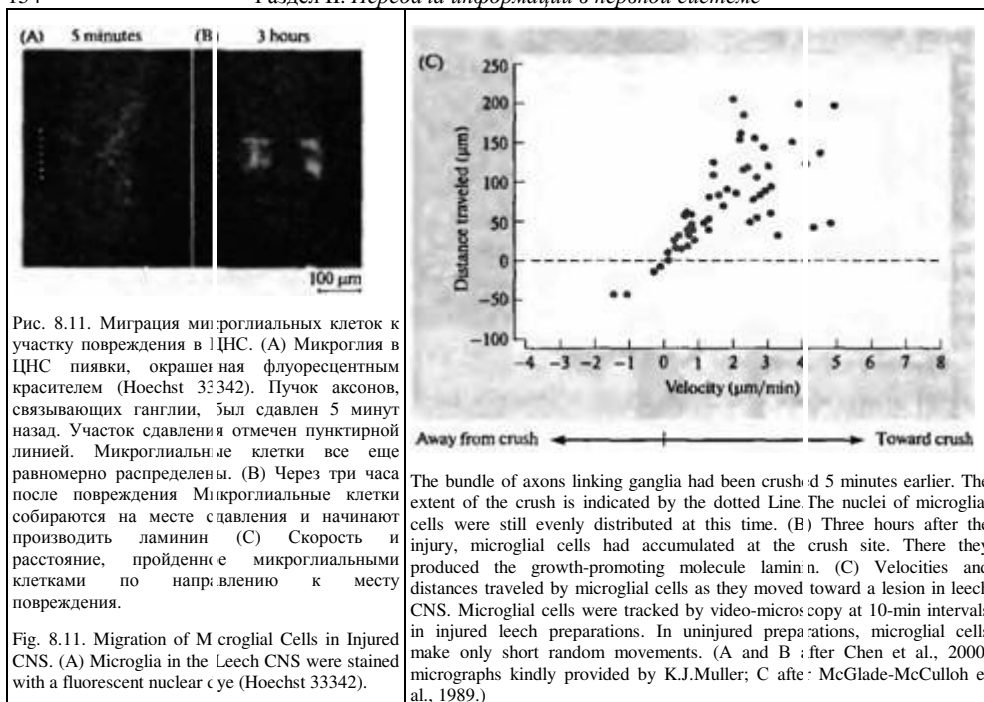 Раздел II. Передача информации в нервной системе
(A) 5 minutes (B) 3 hours
100 μm
Рис. 8.11. Миграция микроглиальных клеток к
участку повреждения в ЦНС. (А) Микроглия в
ЦНС пиявки, окрашенная флуоресцентным
красителем (Hoechst 33342). Пучок аксонов,
связывающих ганглии, был сдавлен 5 минут
назад. Участок сдавления отмечен пунктирной
линией. Микроглиальные клетки все еще
равномерно распределены. (В) Через три часа
после повреждения Микроглиальные клетки
собираются на месте сдавления и начинают
производить ламинин (С) Скорость и
расстояние, пройденное микроглиальными
клетками по направлению к месту
повреждения.
Fig. 8.11. Migration of Microglial Cells in Injured
CNS. (A) Microglia in the Leech CNS were stained
with a fluorescent nuclear dye (Hoechst 33342).
(C)
Distance traveled (μm)
250
200
150
100
50
0
−50
−100
−4 −3 −2 −1 0 1 2 3 4 5 6 7 8
Velocity (μm/min)
Away from crush Toward crush
The bundle of axons linking ganglia had been crushed 5 minutes earlier. The
extent of the crush is indicated by the dotted Line. The nuclei of microglia
cells were still evenly distributed at this time. (B) Three hours after the
injury, microglial cells had accumulated at the crush site. There they
produced the growth-promoting molecule laminin. (C) Velocities and
distances traveled by microglial cells as they moved toward a lesion in leech
CNS. Microglial cells were tracked by video-microscopy at 10-min intervals
in injured leech preparations. In uninjured preparations, microglial cells
make only short random movements. (A and B after Chen et al., 2000
micrographs kindly provided by K.J.Muller; C after McGlade-McCulloh e
al., 1989.)